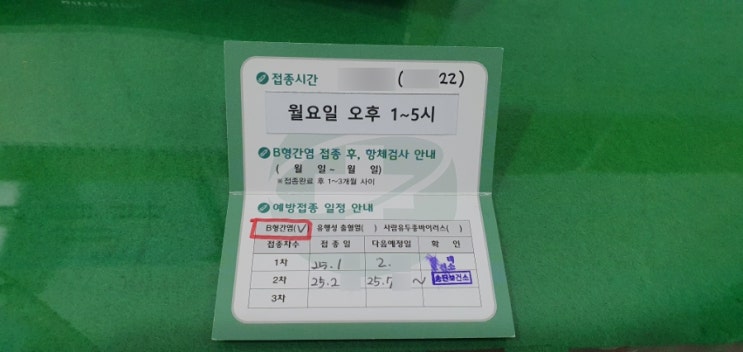 접종시간 ( 22)
월요일 오후 1~5시
B형간염 접종 후, 항체검사 안내
( 월 일~ 월 일)
※접종완료 후 1~3개월 사이
예방접종 일정 안내
B형간염(√) 유행성 출혈열( ) 사람유두종바이러스( )
접종차수 접종일 다음예정일 확 인
1차 25.1 2.
2차 25.2 25.7 ~ 송탄보건소
3차